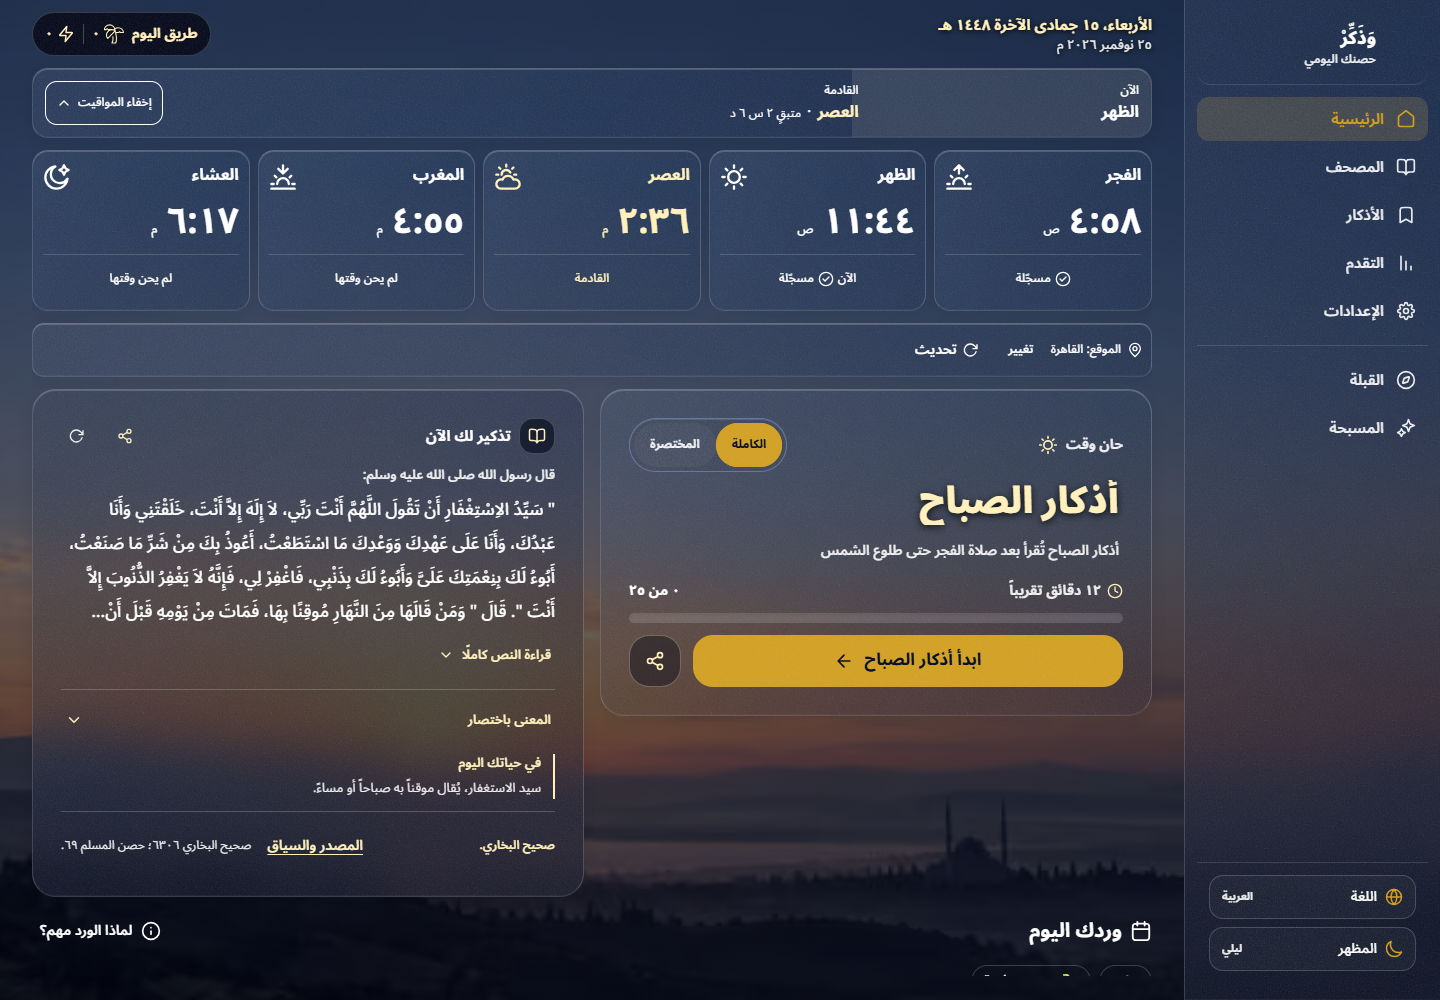 وَذَكِّرْ
حصنك اليومي
الرئيسية
المصحف
الأذكار
التقدم
الإعدادات
القبلة
المسبحة
اللغة العربية
المظهر ليلي
الأربعاء، ١٥ جمادى الآخرة ١٤٤٨ هـ
٢٥ نوفمبر ٢٠٢٦ م
طريق اليوم ٠ ٠
الآن
الظهر
القادمة
العصر · متبقٍ ٢ س ٦ د
إخفاء المواقيت
الفجر
٤:٥٨ ص
مسجّلة
الظهر
١١:٤٤ ص
الآن مسجّلة
العصر
٢:٣٦ م
القادمة
المغرب
٤:٥٥ م
لم يحن وقتها
العشاء
٦:١٧ م
لم يحن وقتها
الموقع: القاهرة تغيير تحديث
حان وقت
الكاملة المختصرة
أذكار الصباح
أذكار الصباح تُقرأ بعد صلاة الفجر حتى طلوع الشمس
١٢ دقائق تقريباً ٠ من ٢٥
ابدأ أذكار الصباح
تذكير لك الآن
قال رسول الله صلى الله عليه وسلم:
" سَيِّدُ الاِسْتِغْفَارِ أَنْ تَقُولَ اللَّهُمَّ أَنْتَ رَبِّي، لاَ إِلَهَ إِلاَّ أَنْتَ، خَلَقْتَنِي وَأَنَا
عَبْدُكَ، وَأَنَا عَلَى عَهْدِكَ وَوَعْدِكَ مَا اسْتَطَعْتُ، أَعُوذُ بِكَ مِنْ شَرِّ مَا صَنَعْتُ،
أَبُوءُ لَكَ بِنِعْمَتِكَ عَلَىَّ وَأَبُوءُ لَكَ بِذَنْبِي، فَاغْفِرْ لِي، فَإِنَّهُ لاَ يَغْفِرُ الذُّنُوبَ إِلاَّ
أَنْتَ ". قَالَ " وَمَنْ قَالَهَا مِنَ النَّهَارِ مُوقِنًا بِهَا، فَمَاتَ مِنْ يَوْمِهِ قَبْلَ أَنْ...
قراءة النص كاملًا
المعنى باختصار
في حياتك اليوم
سيد الاستغفار، يُقال موقناً به صباحاً أو مساءً.
صحيح البخاري. المصدر والسياق صحيح البخاري ٦٣٠٦؛ حصن المسلم ٦٩.
وردك اليوم
لماذا الورد مهم؟